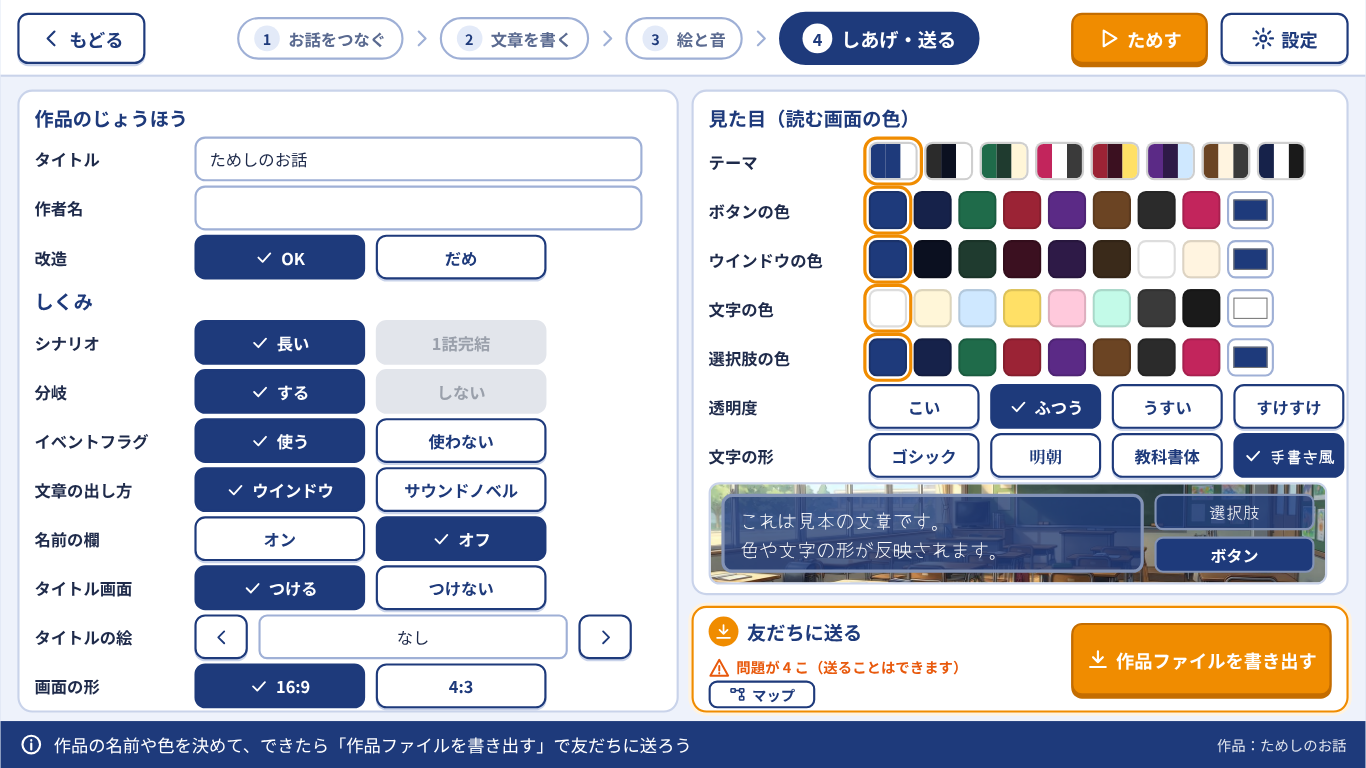 もどる
1 お話をつなぐ
2 文章を書く
3 絵と音
4 しあげ・送る
ためす
設定
作品のじょうほう
タイトル ためしのお話
作者名
改造 OK だめ
しくみ
シナリオ 長い 1話完結
分岐 する しない
イベントフラグ 使う 使わない
文章の出し方 ウインドウ サウンドノベル
名前の欄 オン オフ
タイトル画面 つける つけない
タイトルの絵 なし
画面の形 16:9 4:3
見た目（読む画面の色）
テーマ
ボタンの色
ウインドウの色
文字の色
選択肢の色
透明度 こい ふつう うすい すけすけ
文字の形 ゴシック 明朝 教科書体 手書き風
これは見本の文章です。
色や文字の形が反映されます。
選択肢
ボタン
友だちに送る
問題が４こ（送ることはできます）
マップ
作品ファイルを書き出す
作品の名前や色を決めて、できたら「作品ファイルを書き出す」で友だちに送ろう
作品：ためしのお話